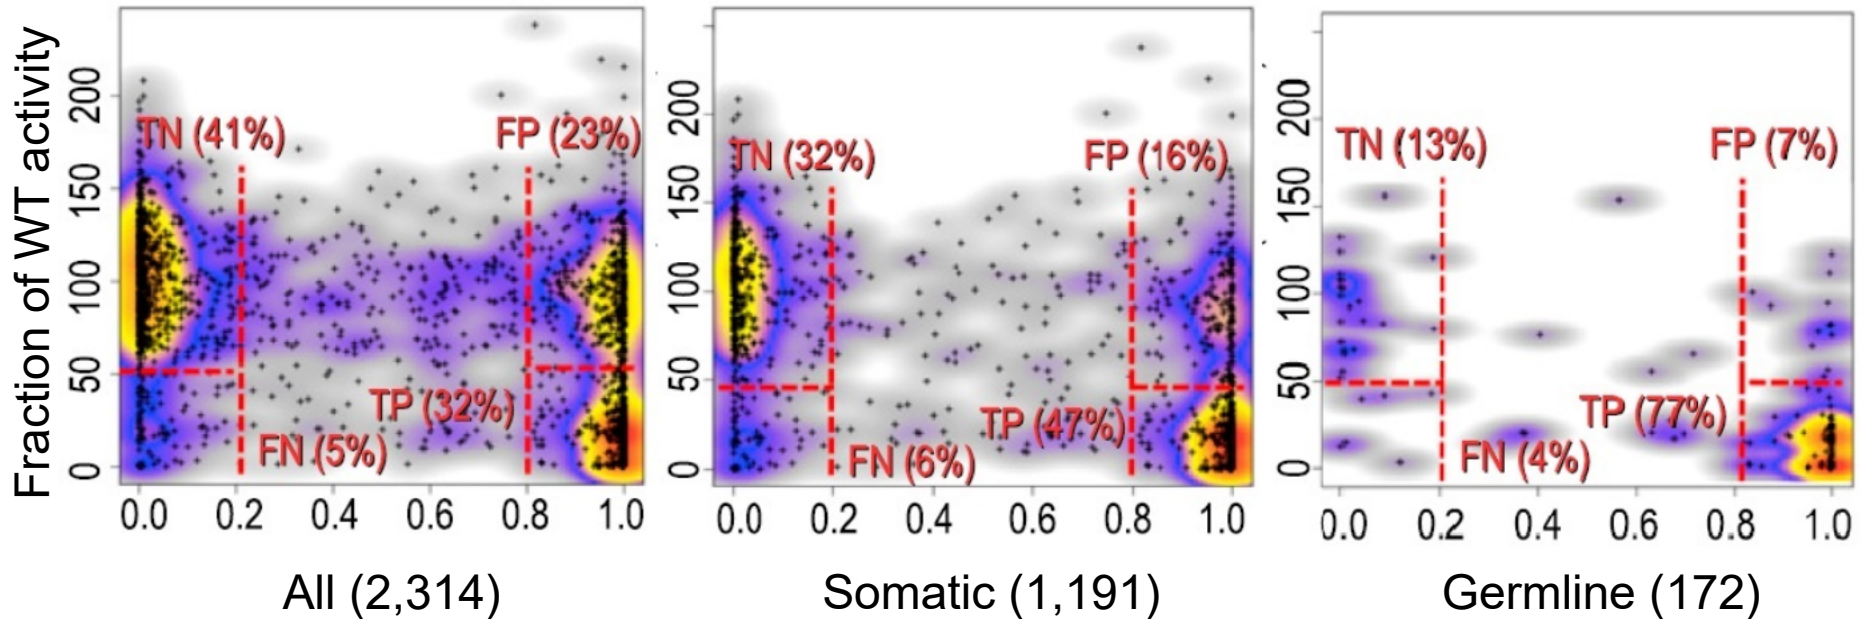 Fraction of WT activity
200
150
100
50
0
TN (41%)
FP (23%)
TP (32%)
FN (5%)
0.0 0.2 0.4 0.6 0.8 1.0
All (2,314)
200
150
100
50
0
TN (32%)
FP (16%)
TP (47%)
FN (6%)
0.0 0.2 0.4 0.6 0.8 1.0
Somatic (1,191)
200
150
100
50
0
TN (13%)
FP (7%)
TP (77%)
FN (4%)
0.0 0.2 0.4 0.6 0.8 1.0
Germline (172)